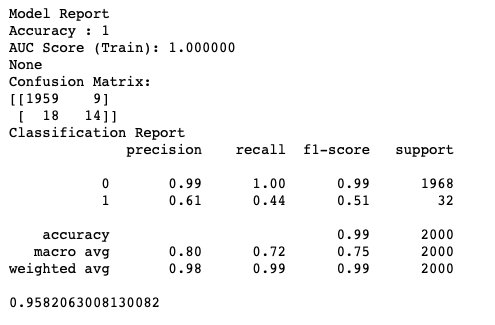 Model Report
Accuracy : 1
AUC Score (Train): 1.000000
None
Confusion Matrix:
[[1959    9]
 [  18   14]]
Classification Report
              precision    recall  f1-score   support

           0       0.99      1.00      0.99      1968
           1       0.61      0.44      0.51        32

    accuracy                           0.99      2000
   macro avg       0.80      0.72      0.75      2000
weighted avg       0.98      0.99      0.99      2000

0.9582063008130082